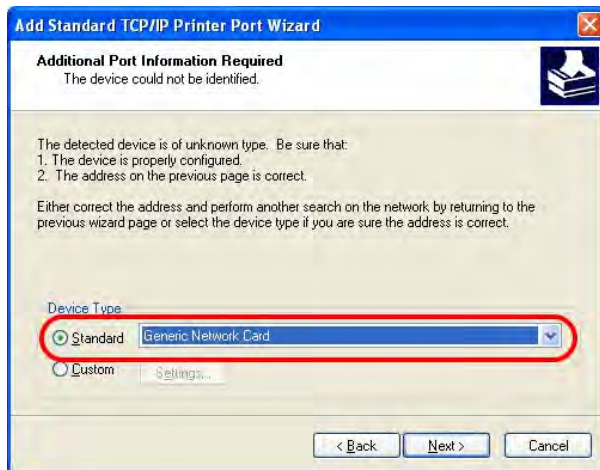 Add Standard TCP/IP Printer Port Wizard
Additional Port Information Required
The device could not be identified.
The detected device is of unknown type. Be sure that:
1. The device is properly configured.
2. The address on the previous page is correct.
Either correct the address and perform another search on the network by returning to the
previous wizard page or select the device type if you are sure the address is correct.
Device Type
Standard Generic Network Card
Custom Settings...
< Back Next > Cancel